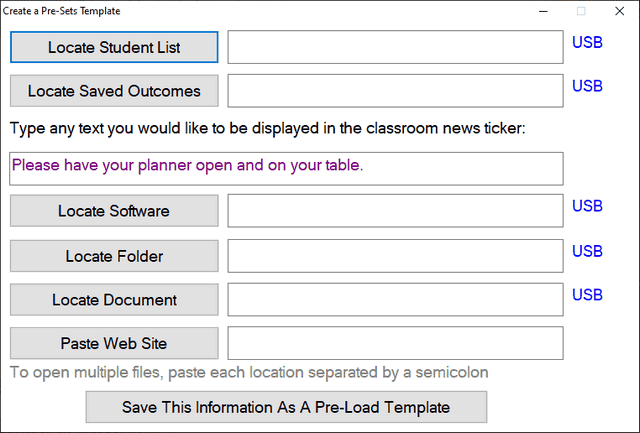 Create a Pre-Sets Template
Locate Student List USB
Locate Saved Outcomes USB
Type any text you would like to be displayed in the classroom news ticker:
Please have your planner open and on your table.
Locate Software USB
Locate Folder USB
Locate Document USB
Paste Web Site
To open multiple files, paste each location separated by a semicolon
Save This Information As A Pre-Load Template